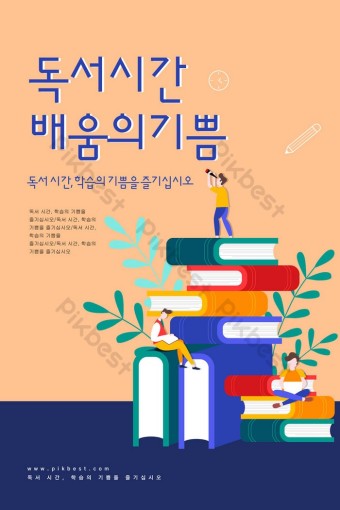 독서시간
배움의기쁨
독서 시간, 학습의 기쁨을 즐기십시오
독서 시간, 학습의 기쁨을
즐기십시오/독서 시간, 학습의
기쁨을 즐기십시오/독서 시간,
학습의 기쁨을
즐기십시오/독서 시간, 학습의
기쁨을 즐기십시오.
www.pikbest.com
독서 시간, 학습의 기쁨을 즐기십시오